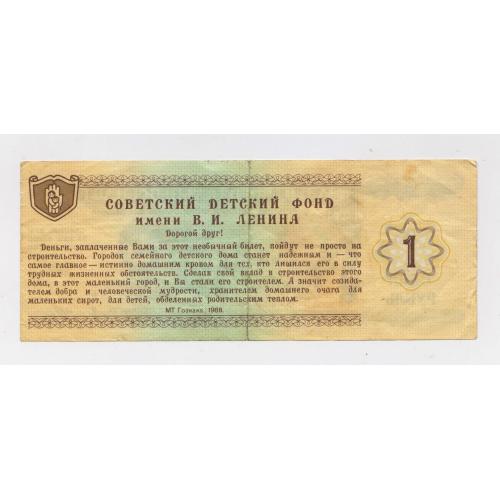 СОВЕТСКИЙ ДЕТСКИЙ ФОНД
ИМЕНИ В. И. ЛЕНИНА
Дорогой друг!
Деньги, заплаченные Вами за этот необычный билет, пойдут не просто на
строительство. Городок семейного детского дома станет надежным и — что
самое главное — истинно домашним кровом для тех, кто лишился его в силу
трудных жизненных обстоятельств. Сделав свой вклад в строительство этого
дома, в этот маленький город, и Вы стали его строителем. А значит созида-
телем добра и человеческой мудрости, хранителем домашнего очага для
маленьких сирот, для детей, обделенных родительским теплом.
МТ Гознака, 1988.
1